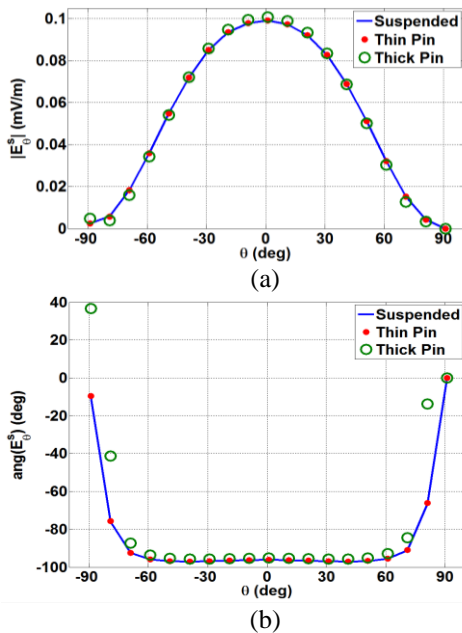 0.1
0.08
0.06
0.04
0.02
0
|E^s_θ| (mV/m)
Suspended
Thin Pin
Thick Pin
-90 -60 -30 0 30 60 90
θ (deg)
(a)
40
20
0
-20
-40
-60
-80
-100
ang(E^s_θ) (deg)
Suspended
Thin Pin
Thick Pin
-90 -60 -30 0 30 60 90
θ (deg)
(b)